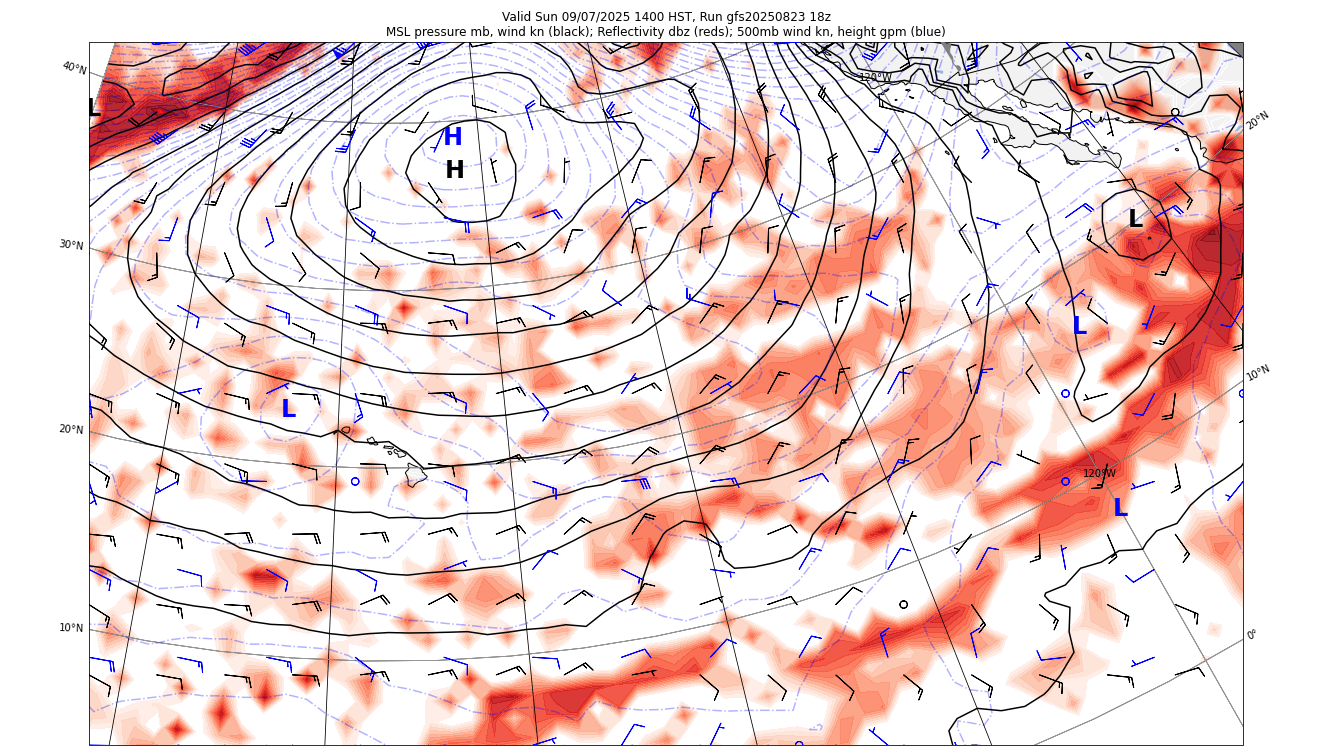 Valid Sun 09/07/2025 1400 HST, Run gfs20250823 18z
MSL pressure mb, wind kn (black); Reflectivity dbz (reds); 500mb wind kn, height gpm (blue)
40°N
120°W
L
20°N
H
H
L
30°N
L
10°N
L
20°N
120°W
L
10°N
0°